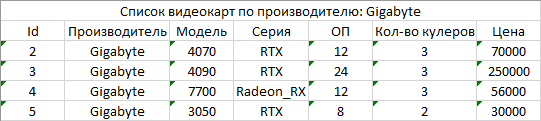 Список видеокарт по производителю: Gigabyte
Id Производитель Модель Серия ОП Кол-во кулеров Цена
2 Gigabyte 4070 RTX 12 3 70000
3 Gigabyte 4090 RTX 24 3 250000
4 Gigabyte 7700 Radeon_RX 12 3 56000
5 Gigabyte 3050 RTX 8 2 30000